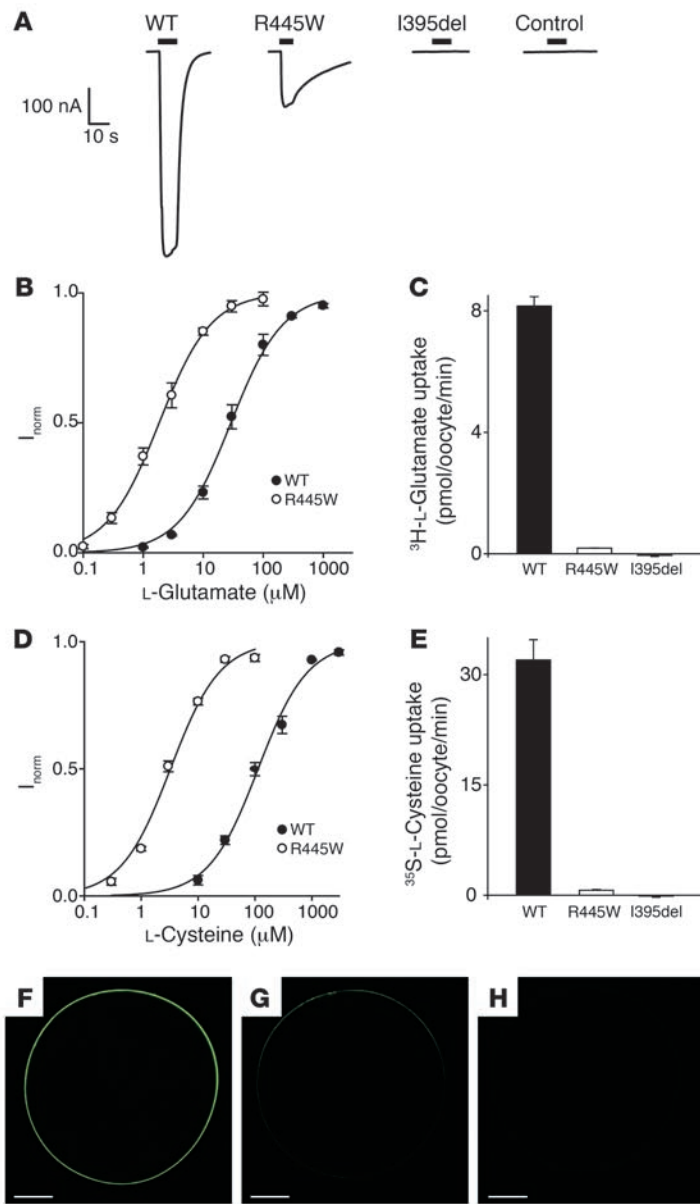 A
WT
R445W
I395del
Control
100 nA
10 s
B
1.0
0.5
0.0
I norm
0.1
1
10
100
1000
L-Glutamate (μM)
● WT
○ R445W
C
³H-L-Glutamate uptake
(pmol/oocyte/min)
8
4
0
WT
R445W
I395del
D
1.0
0.5
0.0
I norm
0.1
1
10
100
1000
L-Cysteine (μM)
● WT
○ R445W
E
³⁵S-L-Cysteine uptake
(pmol/oocyte/min)
30
15
0
WT
R445W
I395del
F
G
H